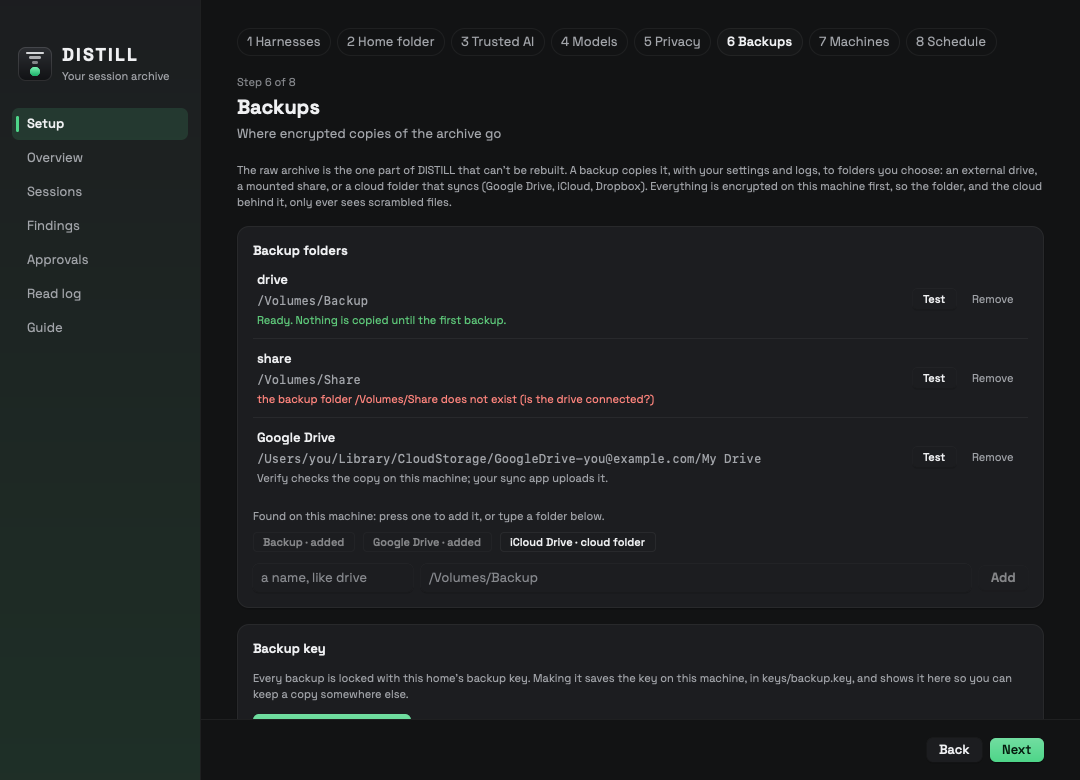 DISTILL
Your session archive
Setup
Overview
Sessions
Findings
Approvals
Read log
Guide
1 Harnesses
2 Home folder
3 Trusted AI
4 Models
5 Privacy
6 Backups
7 Machines
8 Schedule
Step 6 of 8
Backups
Where encrypted copies of the archive go
The raw archive is the one part of DISTILL that can't be rebuilt. A backup copies it, with your settings and logs, to folders you choose: an external drive,
a mounted share, or a cloud folder that syncs (Google Drive, iCloud, Dropbox). Everything is encrypted on this machine first, so the folder, and the cloud
behind it, only ever sees scrambled files.
Backup folders
drive
/Volumes/Backup
Ready. Nothing is copied until the first backup.
Test
Remove
share
/Volumes/Share
the backup folder /Volumes/Share does not exist (is the drive connected?)
Test
Remove
Google Drive
/Users/you/Library/CloudStorage/GoogleDrive-you@example.com/My Drive
Verify checks the copy on this machine; your sync app uploads it.
Test
Remove
Found on this machine: press one to add it, or type a folder below.
Backup · added
Google Drive · added
iCloud Drive · cloud folder
a name, like drive
/Volumes/Backup
Add
Backup key
Every backup is locked with this home's backup key. Making it saves the key on this machine, in keys/backup.key, and shows it here so you can
keep a copy somewhere else.
Back
Next